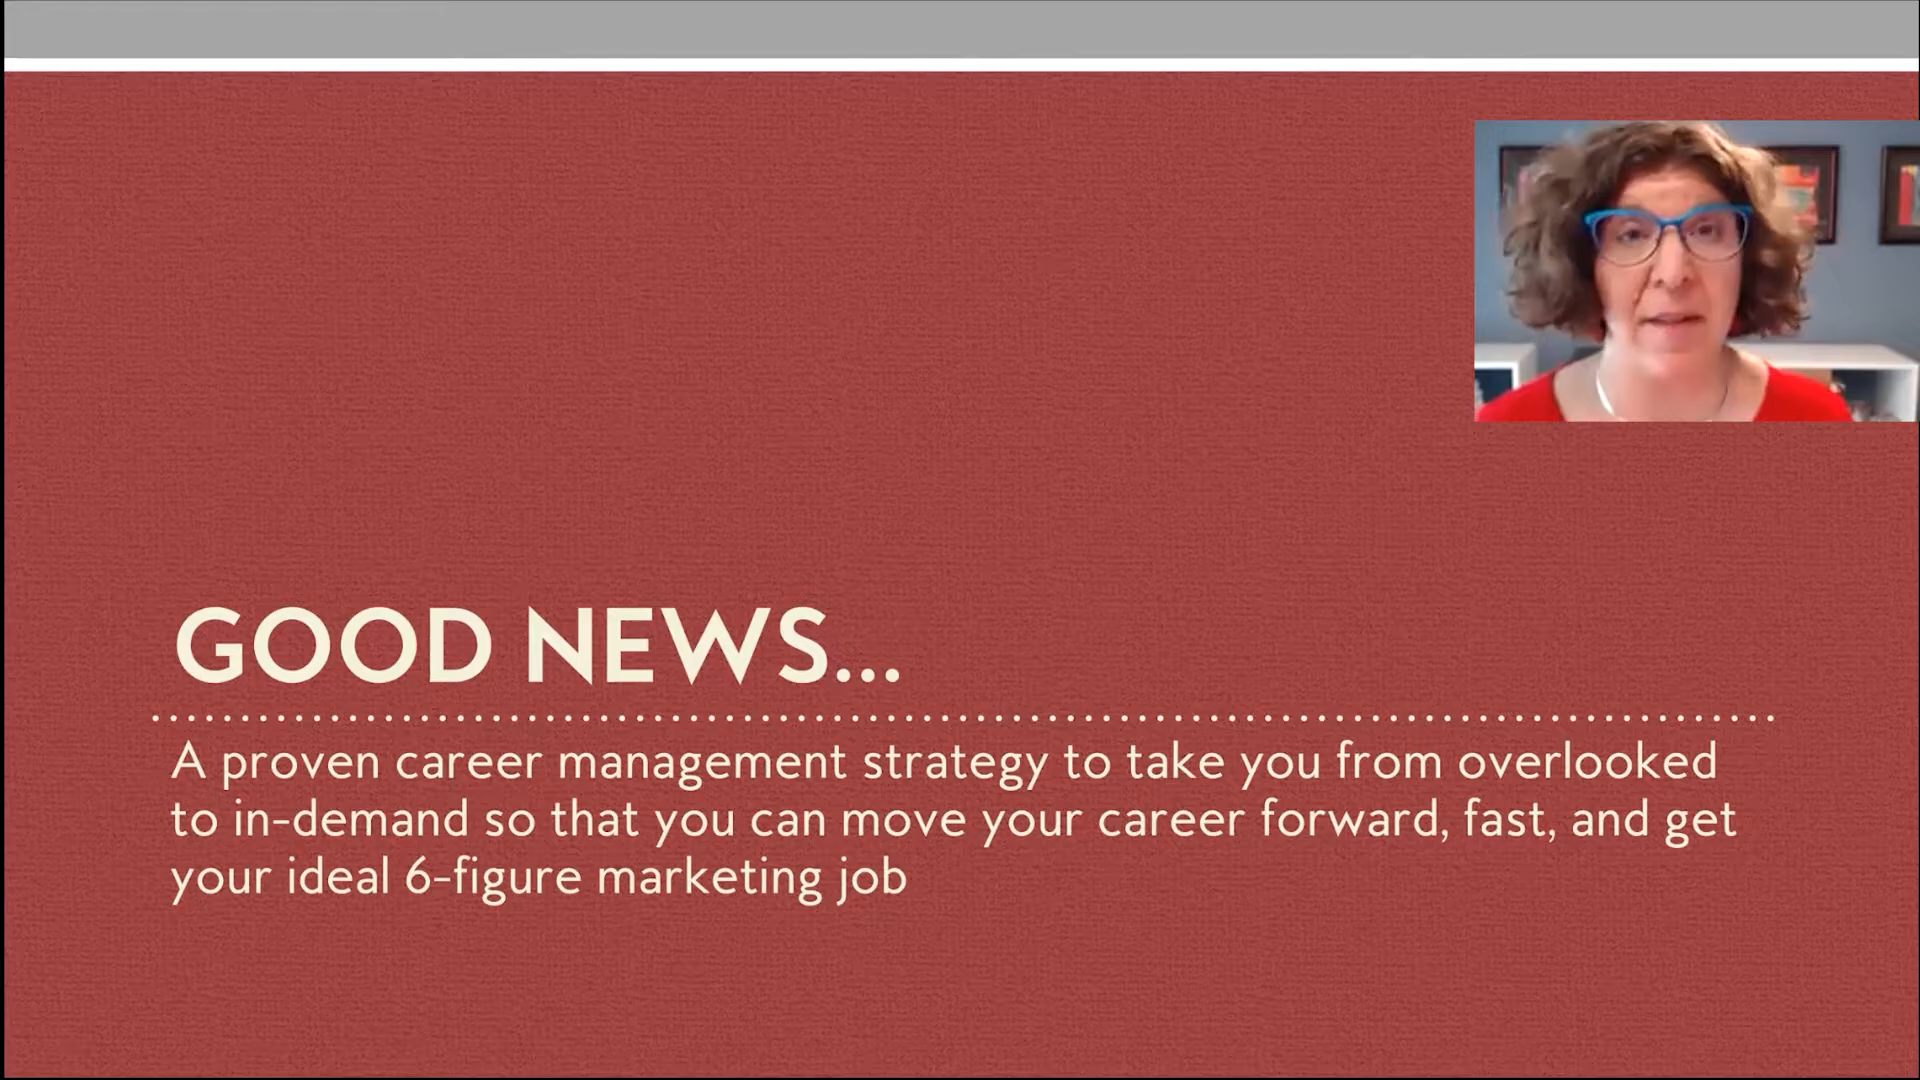 GOOD NEWS...
A proven career management strategy to take you from overlooked
to in-demand so that you can move your career forward, fast, and get
your ideal 6-figure marketing job